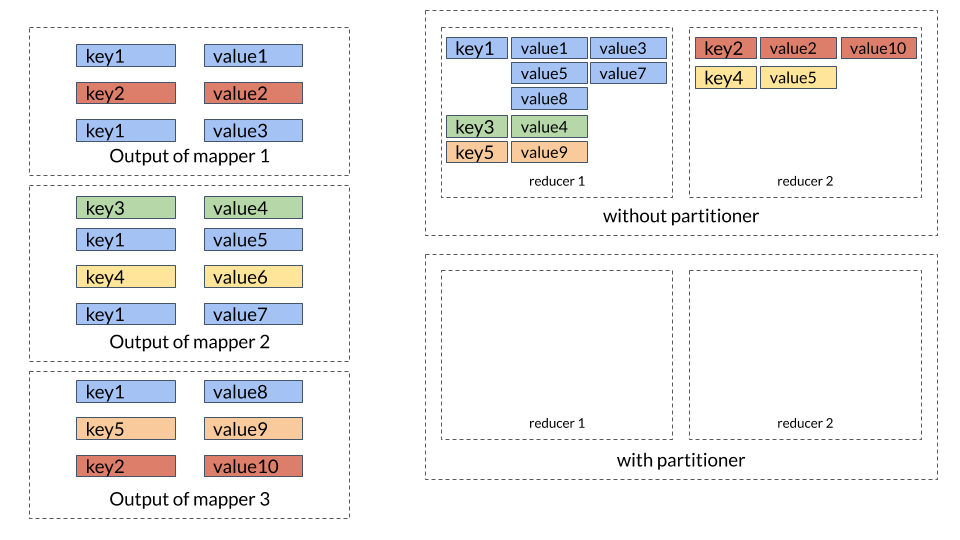 key1 value1
key2 value2
key1 value3
Output of mapper 1
key3 value4
key1 value5
key4 value6
key1 value7
Output of mapper 2
key1 value8
key5 value9
key2 value10
Output of mapper 3
key1 value1 value3
value5 value7
value8
key3 value4
key5 value9
reducer 1
key2 value2 value10
key4 value5
reducer 2
without partitioner
reducer 1
reducer 2
with partitioner